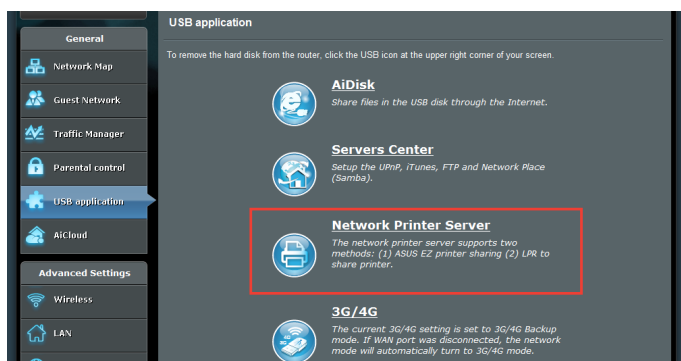 USB application
General
To remove the hard disk from the router, click the USB icon at the upper right corner of your screen.
Network Map
Guest Network
Traffic Manager
Parental control
USB application
AiCloud
Advanced Settings
Wireless
LAN
AiDisk
Share files in the USB disk through the Internet.
Servers Center
Setup the UPnP, iTunes, FTP and Network Place
(Samba).
Network Printer Server
The network printer server supports two
methods: (1) ASUS EZ printer sharing (2) LPR to
share printer.
3G/4G
The current 3G/4G setting is set to 3G/4G Backup
mode. If WAN port was disconnected, the network
mode will automatically turn to 3G/4G mode.